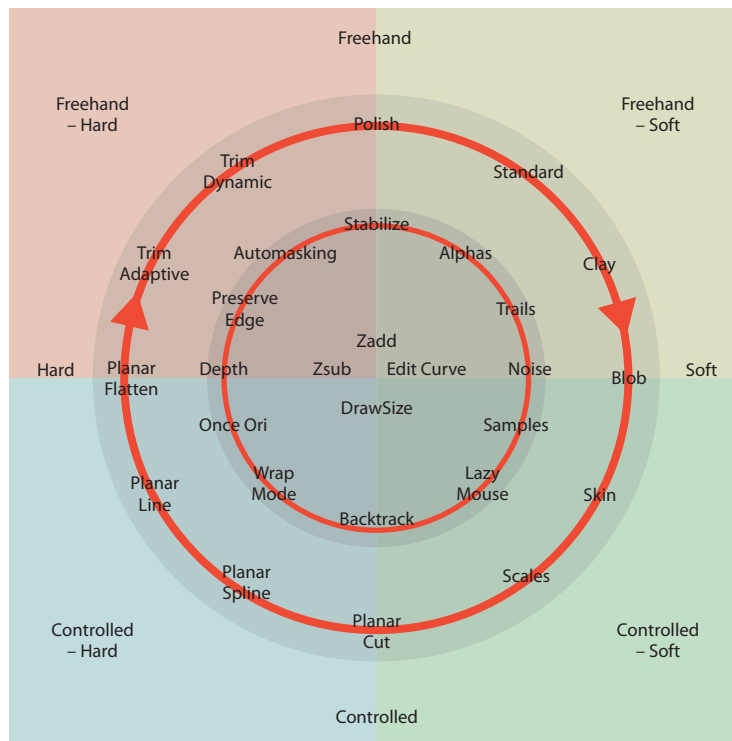 Freehand
Freehand
– Hard
Freehand
– Soft
Polish
Trim
Dynamic
Standard
Stabilize
Trim
Adaptive
Automasking
Alphas
Clay
Preserve
Edge
Trails
Zadd
Hard
Planar
Flatten
Depth
Zsub
Edit Curve
Noise
Blob
Soft
DrawSize
Once Ori
Samples
Planar
Line
Wrap
Mode
Lazy
Mouse
Skin
Backtrack
Planar
Spline
Scales
Planar
Cut
Controlled
– Hard
Controlled
– Soft
Controlled